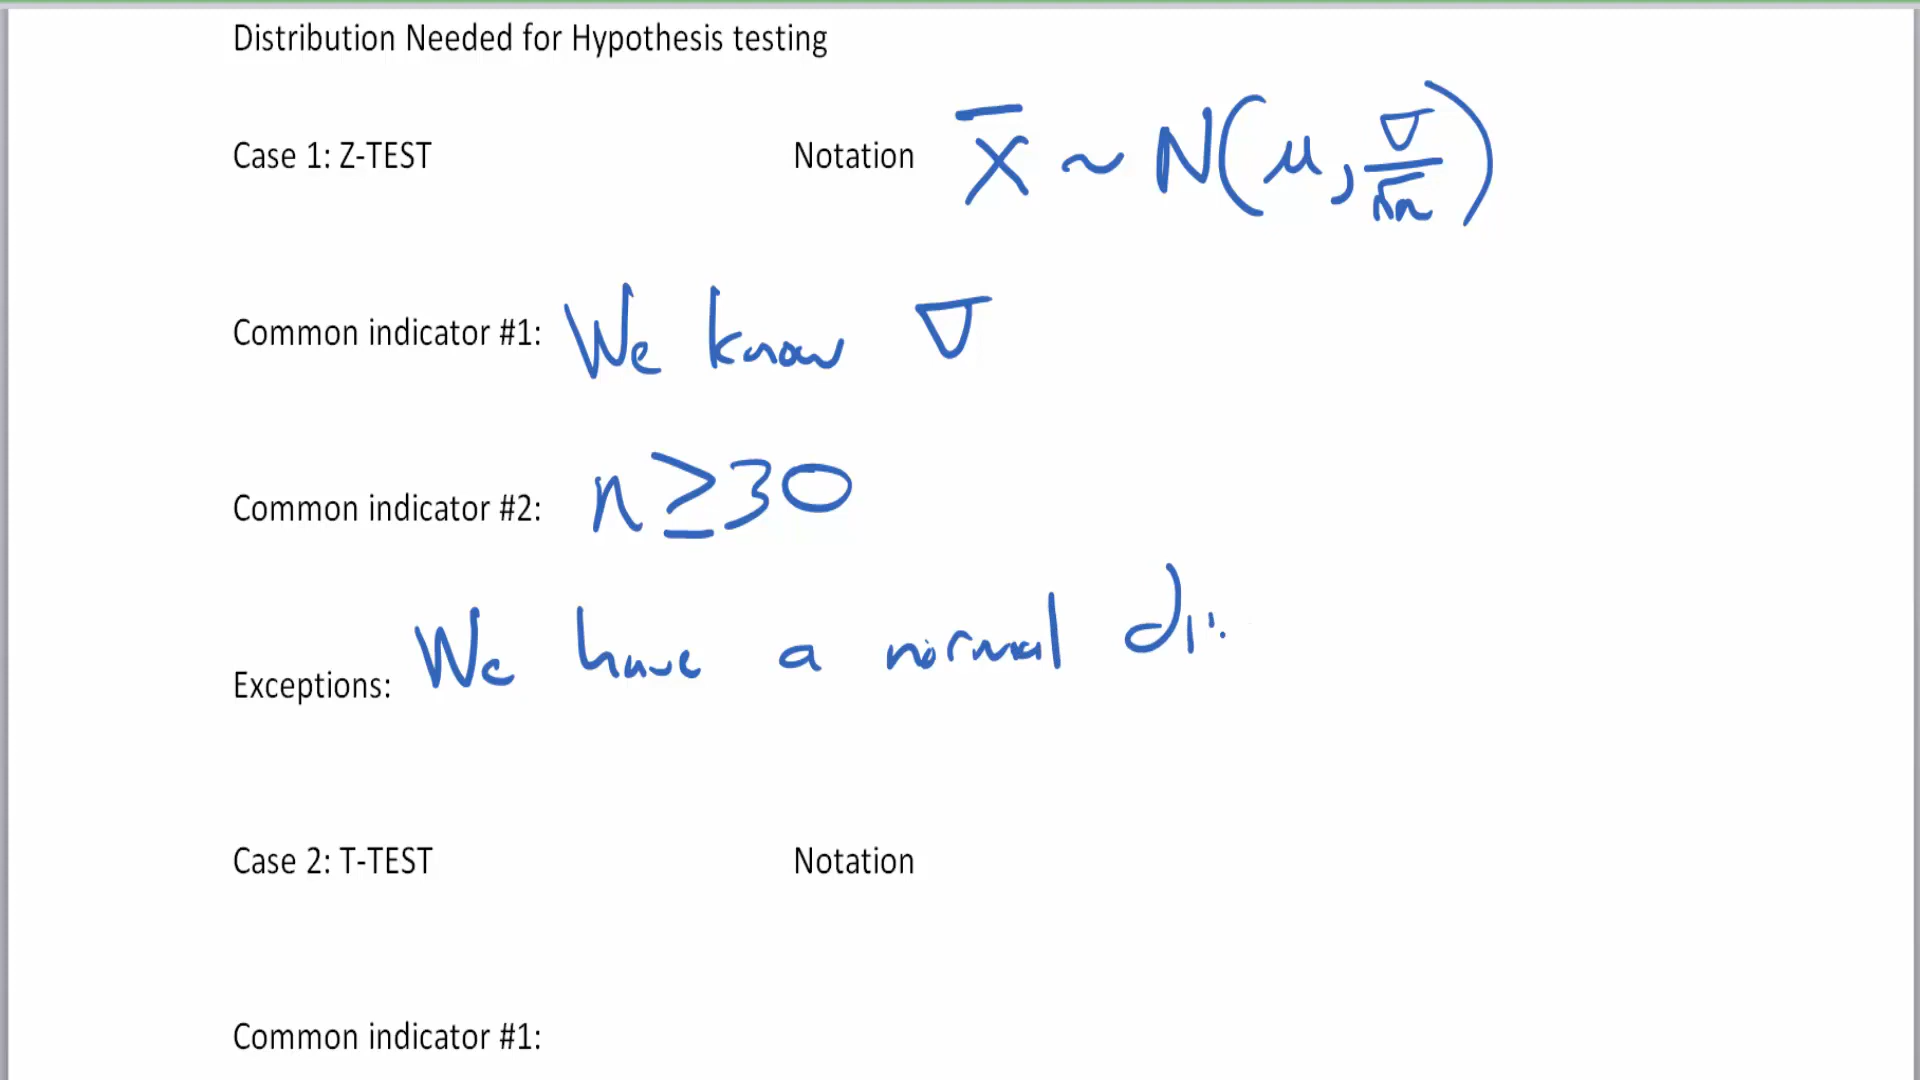 Distribution Needed for Hypothesis testing
Case 1: Z-TEST Notation X̄ ~ N(μ, σ/√n)
Common indicator #1: We know σ
Common indicator #2: n ≥ 30
Exceptions: We have a normal di
Case 2: T-TEST Notation
Common indicator #1: